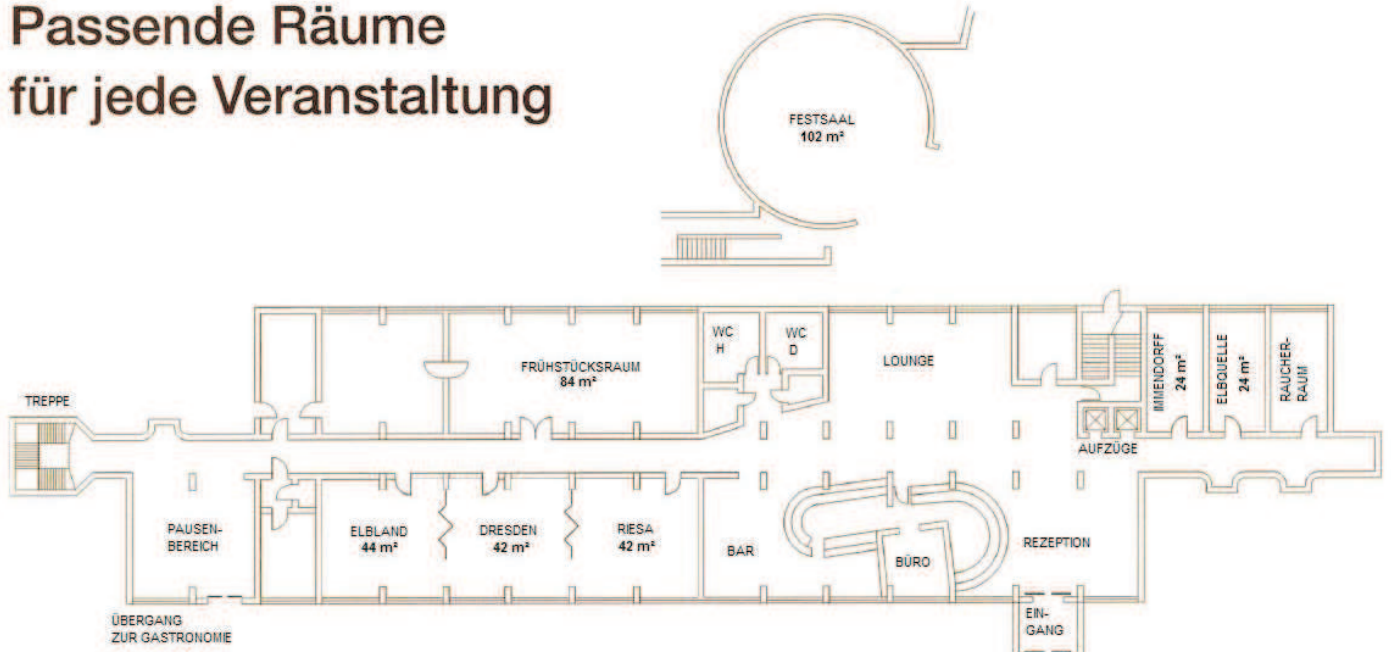 Passende Räume
für jede Veranstaltung
FESTSAAL
102 m²
TREPPE
FRÜHSTÜCKSRAUM
84 m²
WC
H
WC
D
LOUNGE
IMMENDORFF
24 m²
ELBQUELLE
24 m²
RAUCHER-
RAUM
AUFZÜGE
PAUSEN-
BEREICH
ELBLAND
44 m²
DRESDEN
42 m²
RIESA
42 m²
BAR
BÜRO
REZEPTION
ÜBERGANG
ZUR GASTRONOMIE
EIN-
GANG